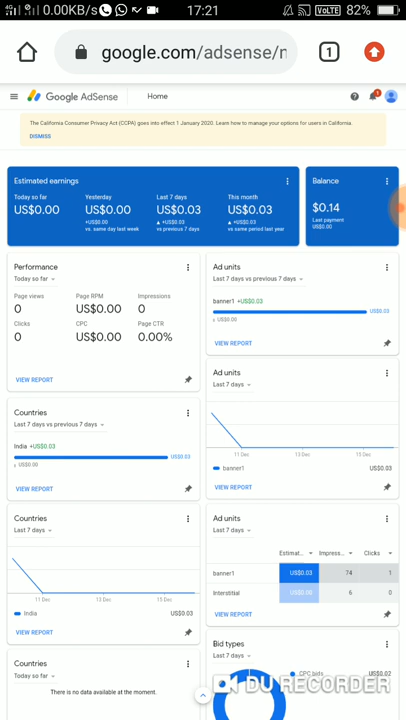 0.00KB/s
17:21
VoLTE
82%
google.com/adsense/n
1
Google AdSense
Home
The California Consumer Privacy Act (CCPA) goes into effect 1 January 2020. Learn how to manage your options for users in California.
DISMISS
Estimated earnings
Today so far
Yesterday
Last 7 days
This month
US$0.00
US$0.00
US$0.03
US$0.03
+US$0.00
vs. same day last week
+US$0.03
vs previous 7 days
+US$0.03
vs same period last year
Balance
$0.14
Last payment
US$0.00
Performance
Today so far
Page views
Page RPM
Impressions
0
US$0.00
0
Clicks
CPC
Page CTR
0
US$0.00
0.00%
VIEW REPORT
Ad units
Last 7 days vs previous 7 days
banner1 +US$0.03
US$0.03
US$0.00
VIEW REPORT
Countries
Last 7 days vs previous 7 days
India +US$0.03
US$0.03
US$0.00
VIEW REPORT
Ad units
Last 7 days
11 Dec
13 Dec
15 Dec
banner1
US$0.03
VIEW REPORT
Countries
Last 7 days
11 Dec
13 Dec
15 Dec
India
US$0.03
VIEW REPORT
Ad units
Last 7 days
Estimat...
Impress...
Clicks
banner1
US$0.03
74
1
Interstitial
US$0.00
6
0
VIEW REPORT
Countries
Today so far
There is no data available at the moment.
Bid types
Last 7 days
CPC bids
US$0.02
DU RECORDER